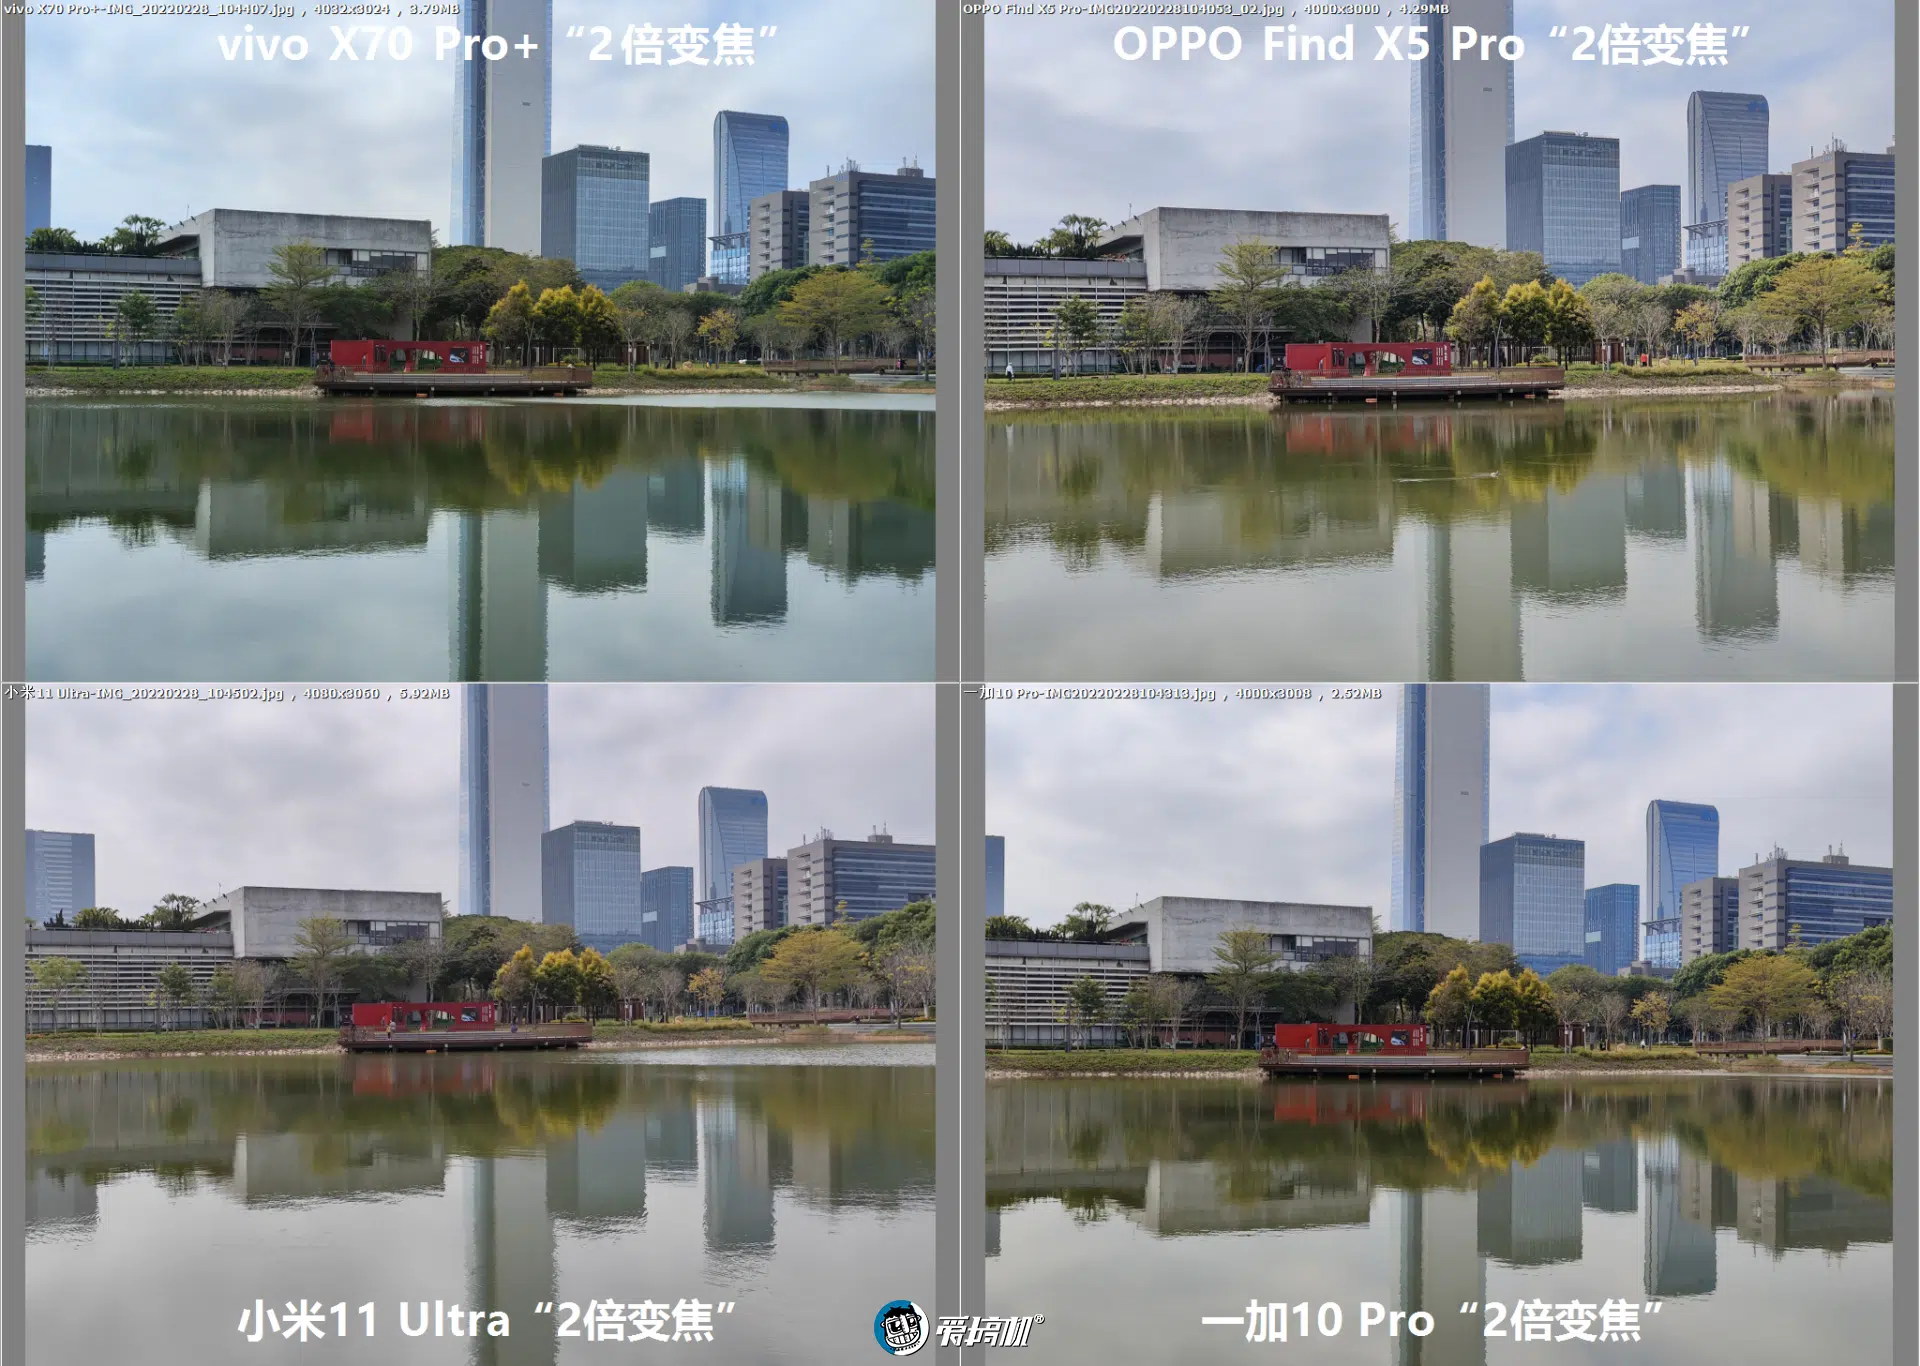 vivo X70 Pro+-IMG_20220228_104407.jpg , 4032x3024 , 3.79MB
vivo X70 Pro+ “2倍变焦”
OPPO Find X5 Pro-IMG20220228104053_02.jpg , 4000x3000 , 4.29MB
OPPO Find X5 Pro “2倍变焦”
小米11 Ultra-IMG_20220228_104502.jpg , 4080x3060 , 5.92MB
小米11 Ultra “2倍变焦”
一加10 Pro-IMG20220228104313.jpg , 4000x3008 , 2.52MB
一加10 Pro “2倍变焦”
爱搞机®